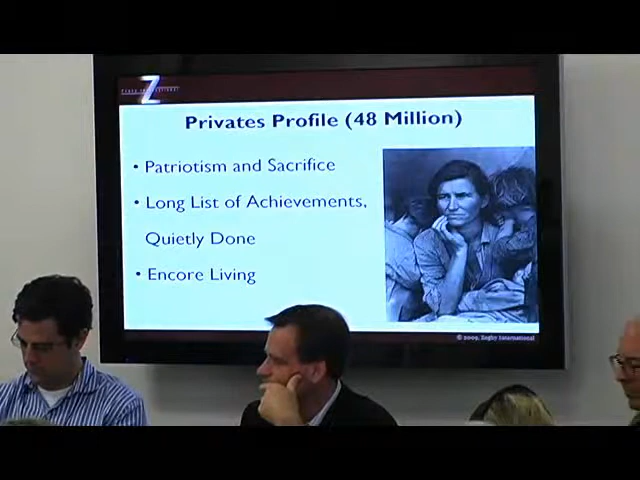 Z
Privates Profile (48 Million)
• Patriotism and Sacrifice
• Long List of Achievements,
Quietly Done
• Encore Living
© 2009, Zogby International